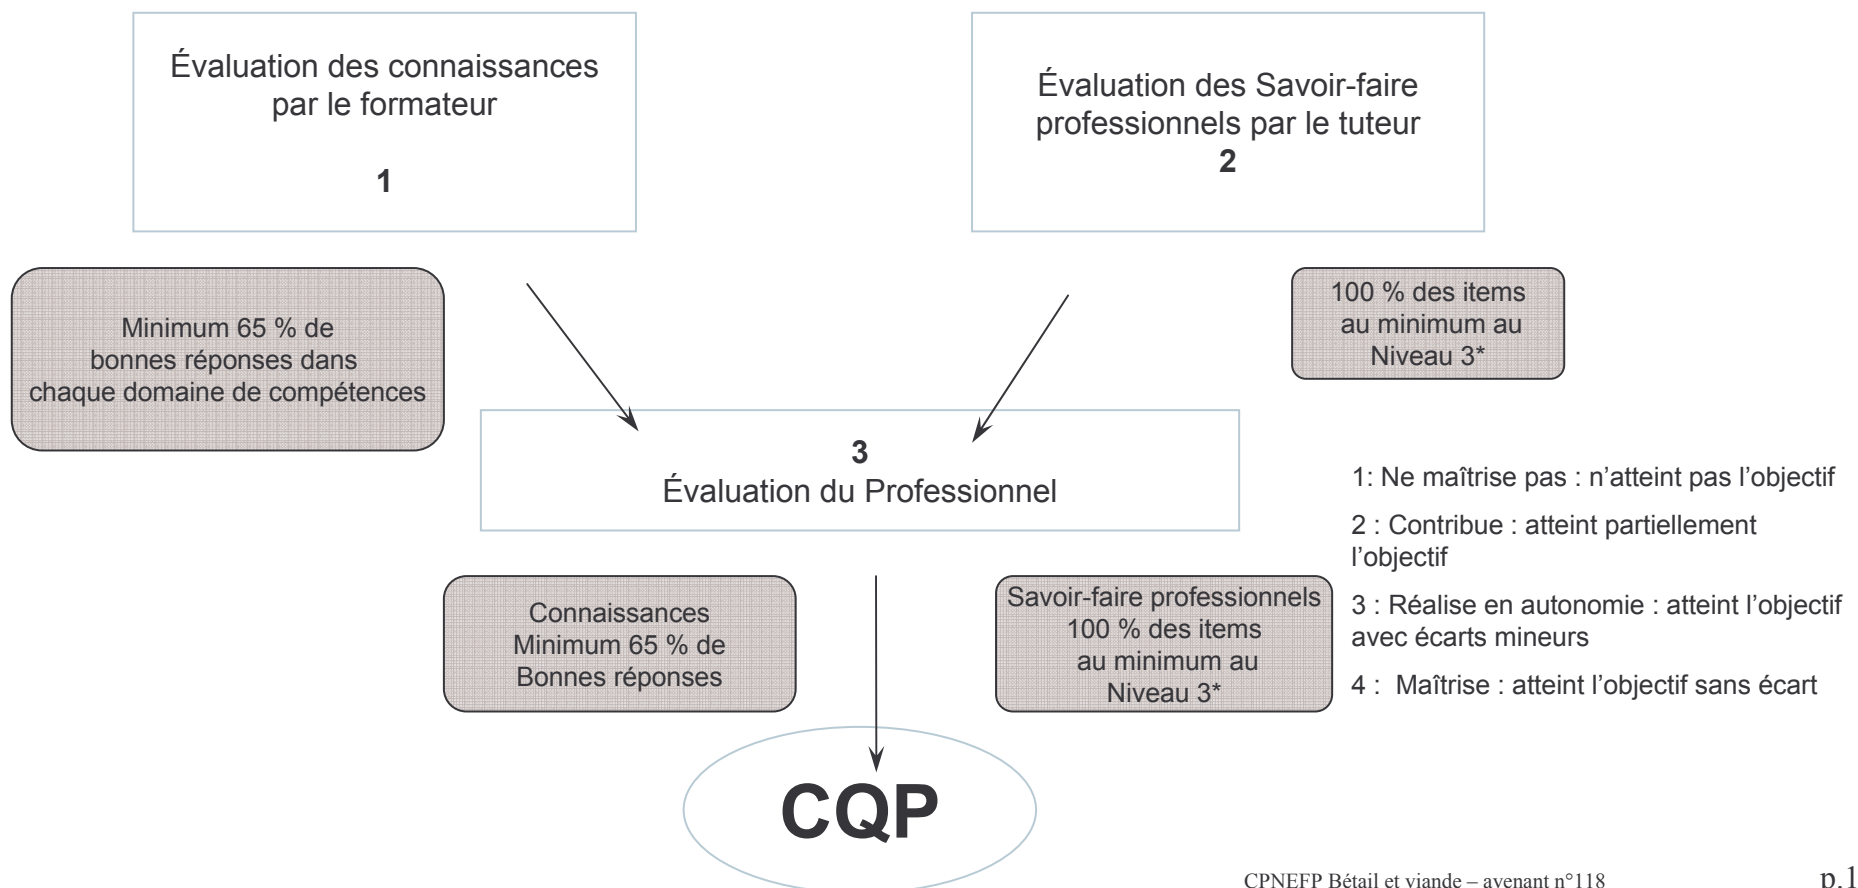 Évaluation des connaissances
par le formateur
1
Évaluation des Savoir-faire
professionnels par le tuteur
2
Minimum 65 % de
bonnes réponses dans
chaque domaine de compétences
100 % des items
au minimum au
Niveau 3*
3
Évaluation du Professionnel
1: Ne maîtrise pas : n’atteint pas l’objectif
2 : Contribue : atteint partiellement
l’objectif
3 : Réalise en autonomie : atteint l’objectif
avec écarts mineurs
4 :  Maîtrise : atteint l’objectif sans écart
Connaissances
Minimum 65 % de
Bonnes réponses
Savoir-faire professionnels
100 % des items
au minimum au
Niveau 3*
CQP
CPNEFP Bétail et viande – avenant n°118
p.1